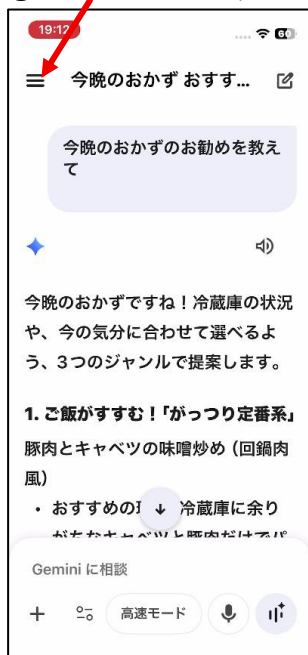 19:12
60
今晩のおかず おすす...
今晩のおかずのお勧めを教え
て
今晩のおかずですね！冷蔵庫の状況
や、今の気分に合わせて選べるよ
う、3つのジャンルで提案します。
1. ご飯がすすむ！「がっつり定番系」
豚肉とキャベツの味噌炒め（回鍋肉
風）
• おすすめの 冷蔵庫に余り
がちなキャベツと豚肉だけでパ
Gemini に相談
高速モード